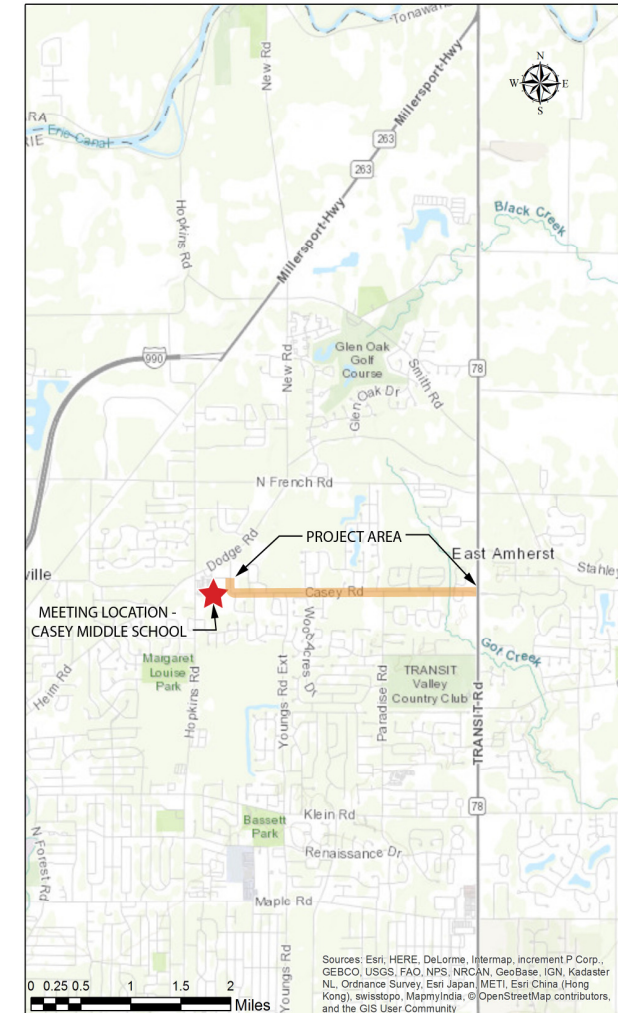 Tonawan
New Rd
N
W
E
S
Millersport-Hwy
263
263
RA
IE
Erie Canal
Hopkins Rd
Black Creek
Millersport-Hwy
Glen Oak
Golf
Course
990
New Rd
78
Smith Rd
Glen Oak Dr
N French Rd
Dodge Rd
PROJECT AREA
East Amherst
ville
Stahley
Casey Rd
MEETING LOCATION -
CASEY MIDDLE SCHOOL
Margaret
Louise
Park
Heim Rd
Hopkins Rd
Youngs Rd Ext
Paradise Rd
TRANSIT
Valley
Country Club
Got Creek
TRANSIT-Rd
78
Klein Rd
Bassett
Park
Renaissance Dr
N Forest Rd
Maple Rd
Youngs Rd
0 0.25 0.5 1 1.5 2
Miles
Sources: Esri, HERE, DeLorme, Intermap, increment P Corp.,
GEBCO, USGS, FAO, NPS, NRCAN, GeoBase, IGN, Kadaster
NL, Ordnance Survey, Esri Japan, METI, Esri China (Hong
Kong), swisstopo, MapmyIndia, © OpenStreetMap contributors,
and the GIS User Community